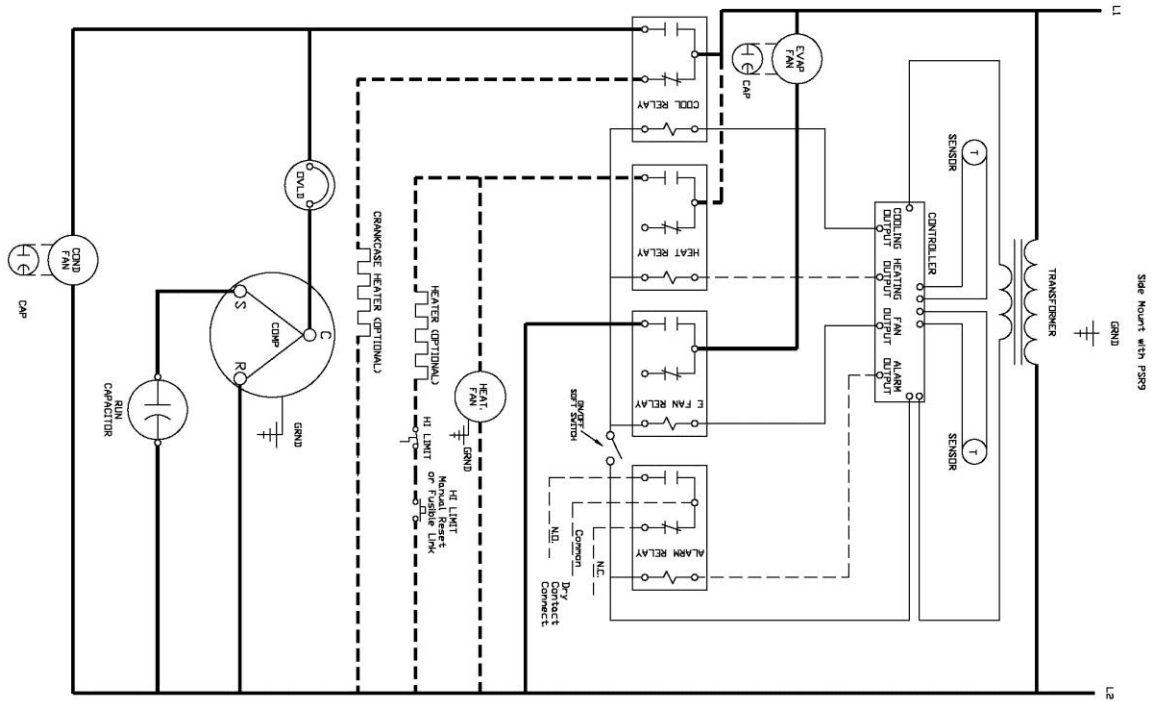 L1
EVAP
FAN
CAP
COOL RELAY
SENSOR
T
OVLD
CRANKCASE HEATER (OPTIONAL)
HEAT RELAY
CONTROLLER
COOLING
OUTPUT
HEATING
OUTPUT
FAN
OUTPUT
ALARM
OUTPUT
TRANSFORMER
GRND
Side Mount with PSR9
COND
FAN
CAP
S
C
R
COMP
HEATER (OPTIONAL)
HEAT.
FAN
GRND
E FAN RELAY
ON/OFF
SOFT SWITCH
RUN
CAPACITOR
GRND
HI LIMIT
HI LIMIT
Manual Reset
or Fusible Link
SENSOR
T
N.O.
Common
N.C.
ALARM RELAY
Dry
Contact
Connect
L2